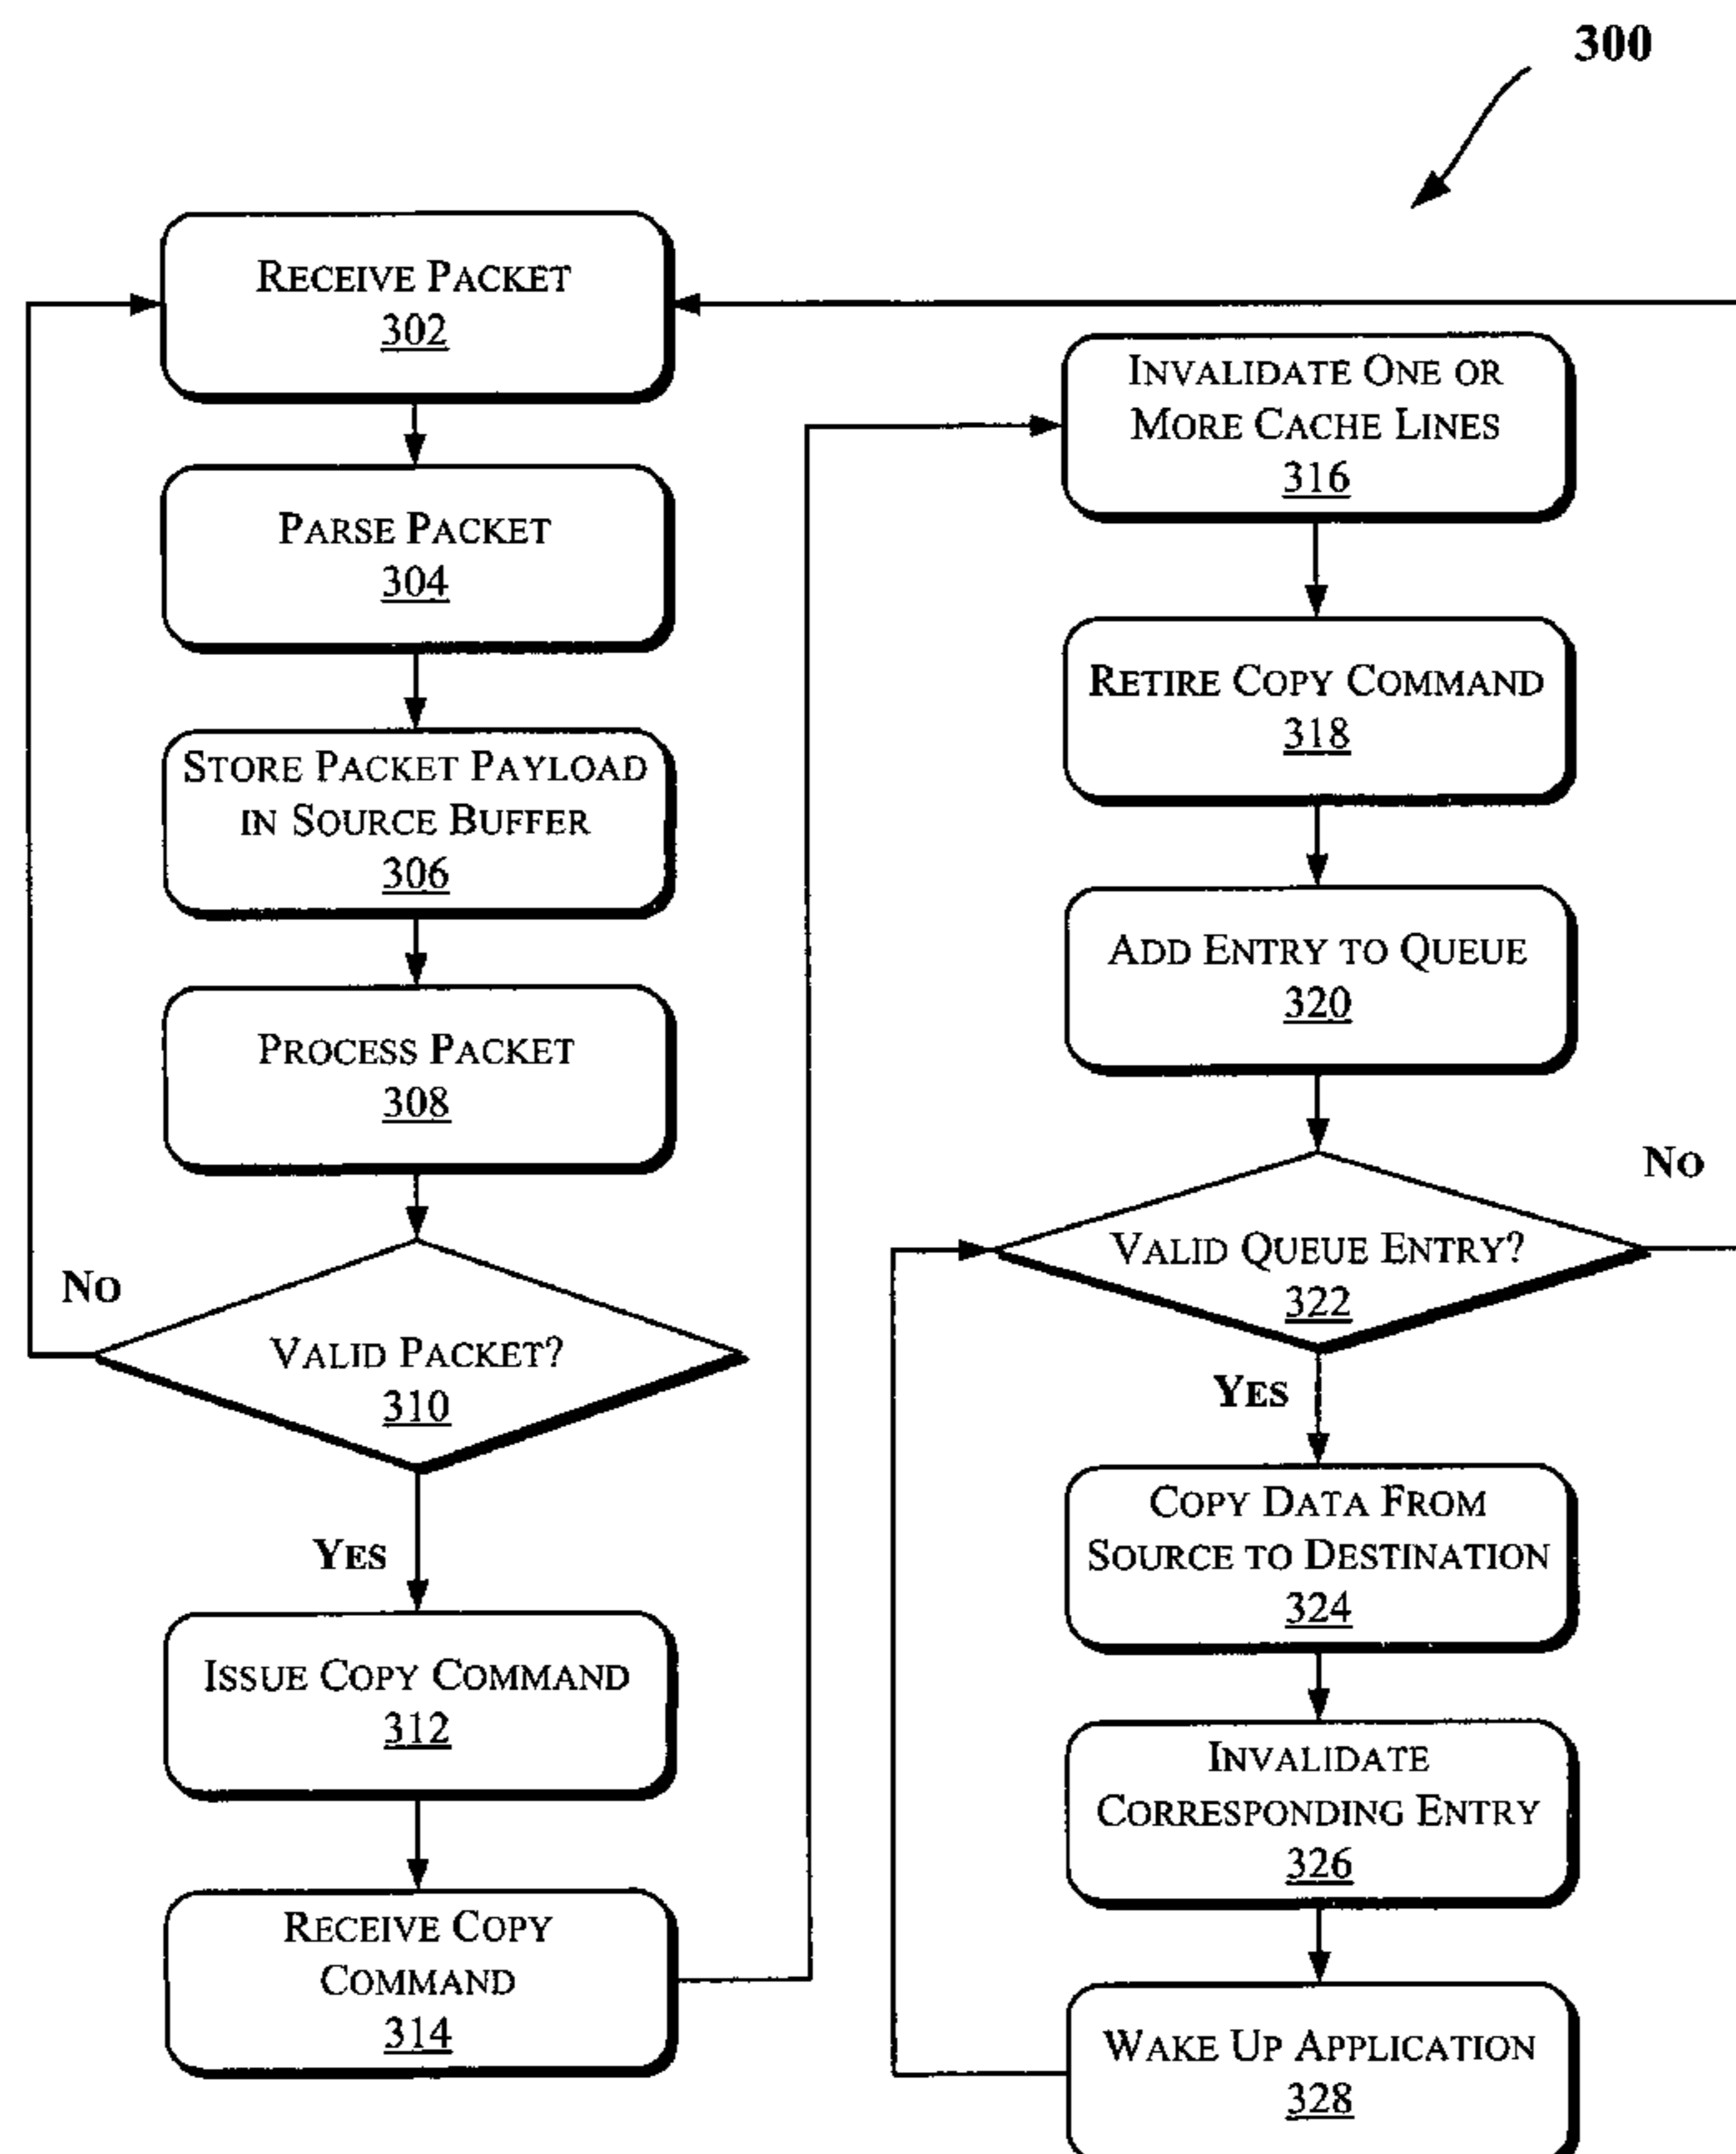 300
RECEIVE PACKET
302
PARSE PACKET
304
STORE PACKET PAYLOAD
IN SOURCE BUFFER
306
PROCESS PACKET
308
NO
VALID PACKET?
310
YES
ISSUE COPY COMMAND
312
RECEIVE COPY
COMMAND
314
INVALIDATE ONE OR
MORE CACHE LINES
316
RETIRE COPY COMMAND
318
ADD ENTRY TO QUEUE
320
NO
VALID QUEUE ENTRY?
322
YES
COPY DATA FROM
SOURCE TO DESTINATION
324
INVALIDATE
CORRESPONDING ENTRY
326
WAKE UP APPLICATION
328